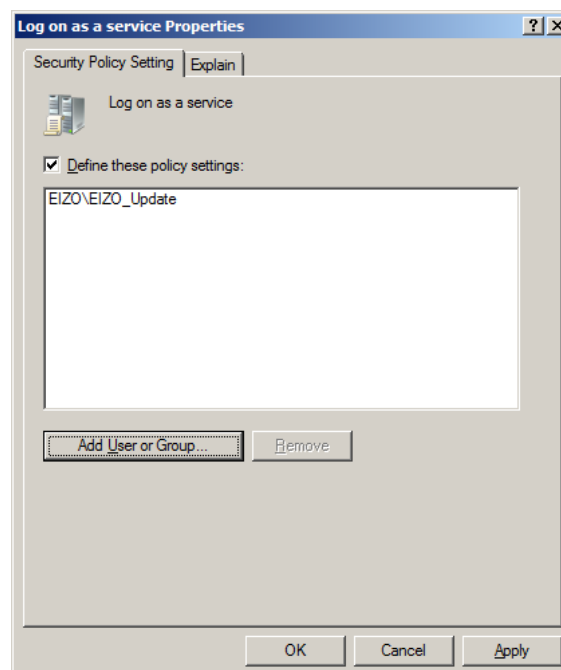 Log on as a service Properties
Security Policy Setting
Explain
Log on as a service
Define these policy settings:
EIZO\EIZO_Update
Add User or Group...
Remove
OK
Cancel
Apply